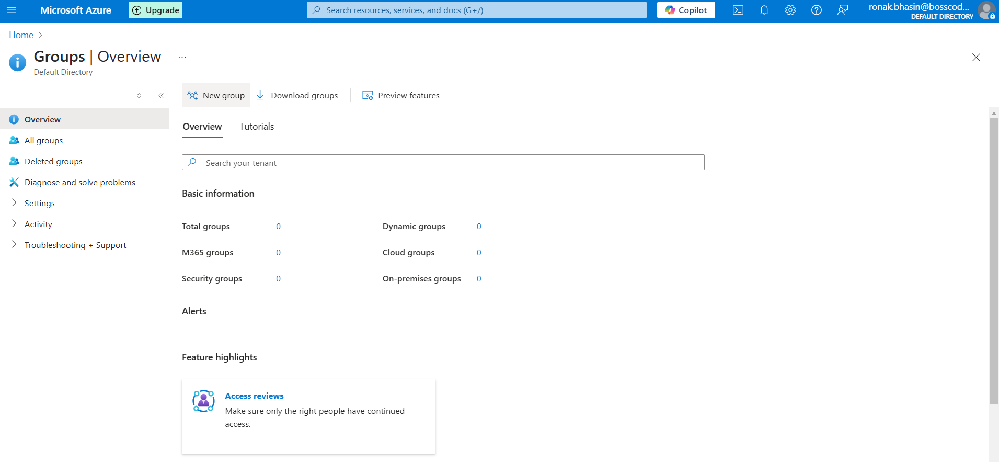 Microsoft Azure
Upgrade
Search resources, services, and docs (G+/)
Copilot
ronak.bhasin@bosscod...
DEFAULT DIRECTORY
Home
Groups | Overview
...
Default Directory
New group
Download groups
Preview features
Overview
All groups
Deleted groups
Diagnose and solve problems
Settings
Activity
Troubleshooting + Support
Overview
Tutorials
Search your tenant
Basic information
Total groups 0 Dynamic groups 0
M365 groups 0 Cloud groups 0
Security groups 0 On-premises groups 0
Alerts
Feature highlights
Access reviews
Make sure only the right people have continued
access.